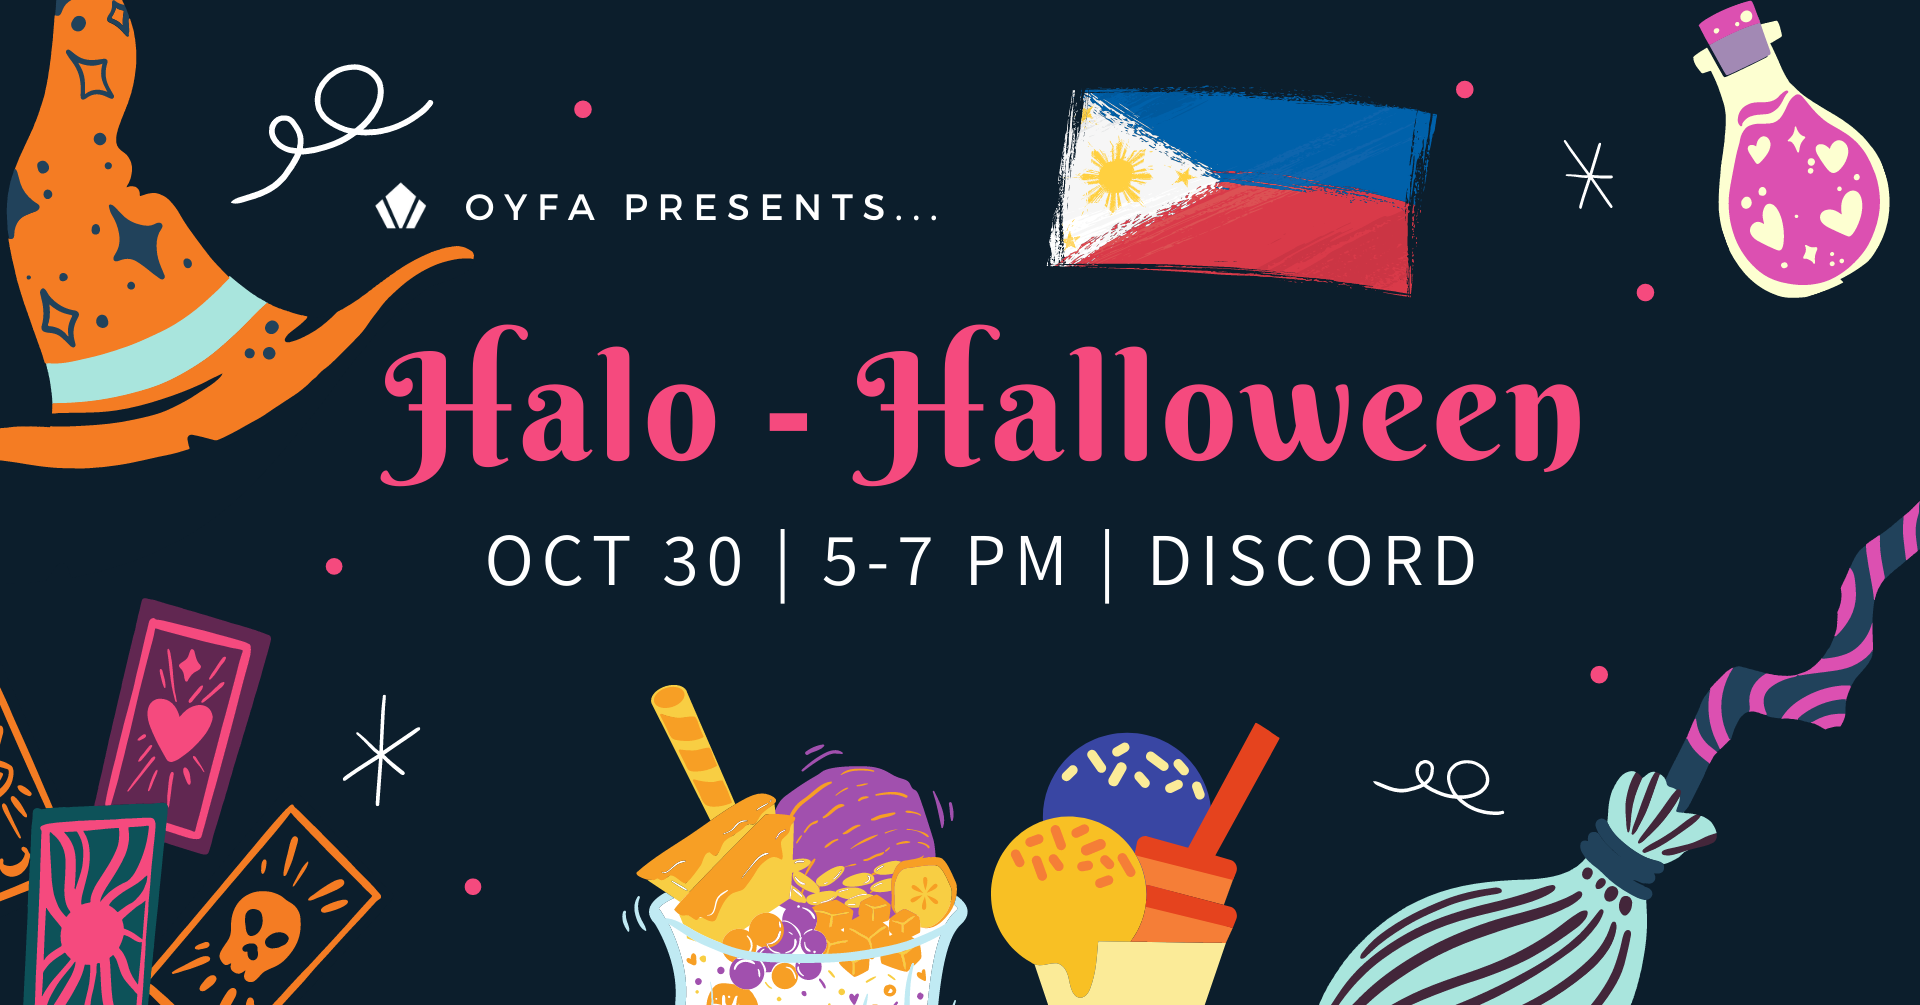 OYFA PRESENTS...
Halo - Halloween
OCT 30 | 5-7 PM | DISCORD